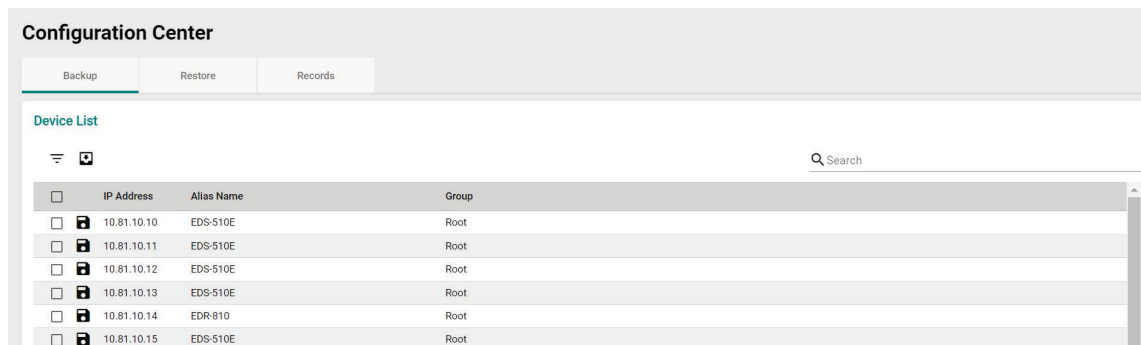 Configuration Center
Backup Restore Records
Device List
Search
IP Address Alias Name Group
10.81.10.10 EDS-510E Root
10.81.10.11 EDS-510E Root
10.81.10.12 EDS-510E Root
10.81.10.13 EDS-510E Root
10.81.10.14 EDR-810 Root
10.81.10.15 EDS-510E Root